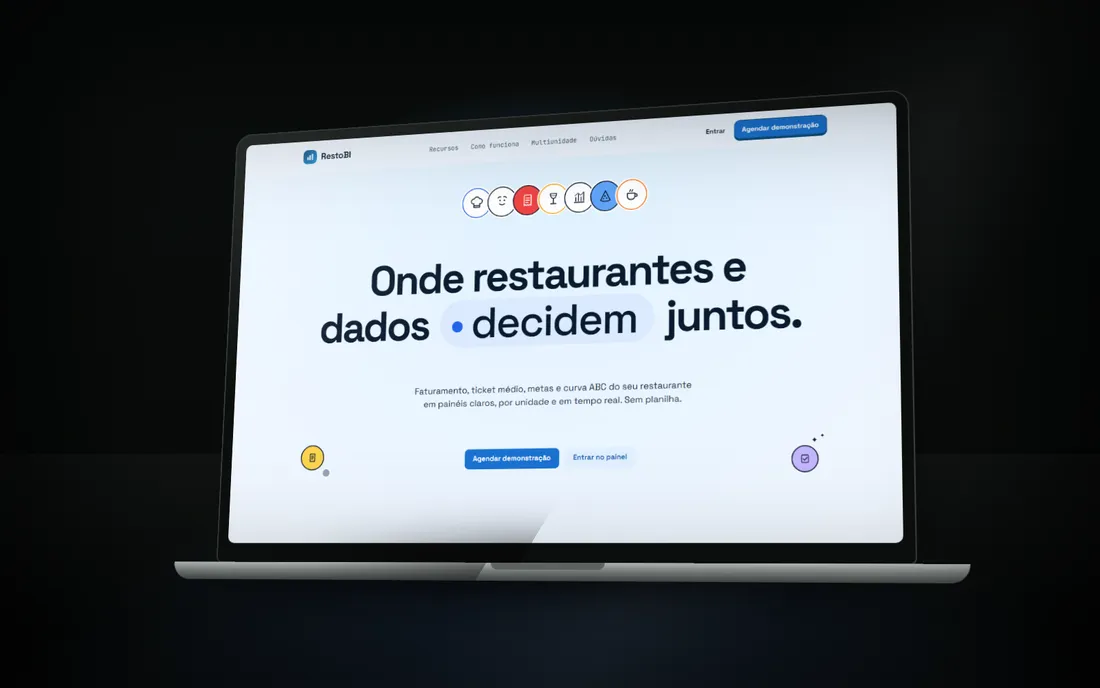 RestoBI
Recursos Como funciona Multiunidade Dúvidas
Entrar Agendar demonstração
Onde restaurantes e
dados decidem juntos.
Faturamento, ticket médio, metas e curva ABC do seu restaurante
em painéis claros, por unidade e em tempo real. Sem planilha.
Agendar demonstração Entrar no painel